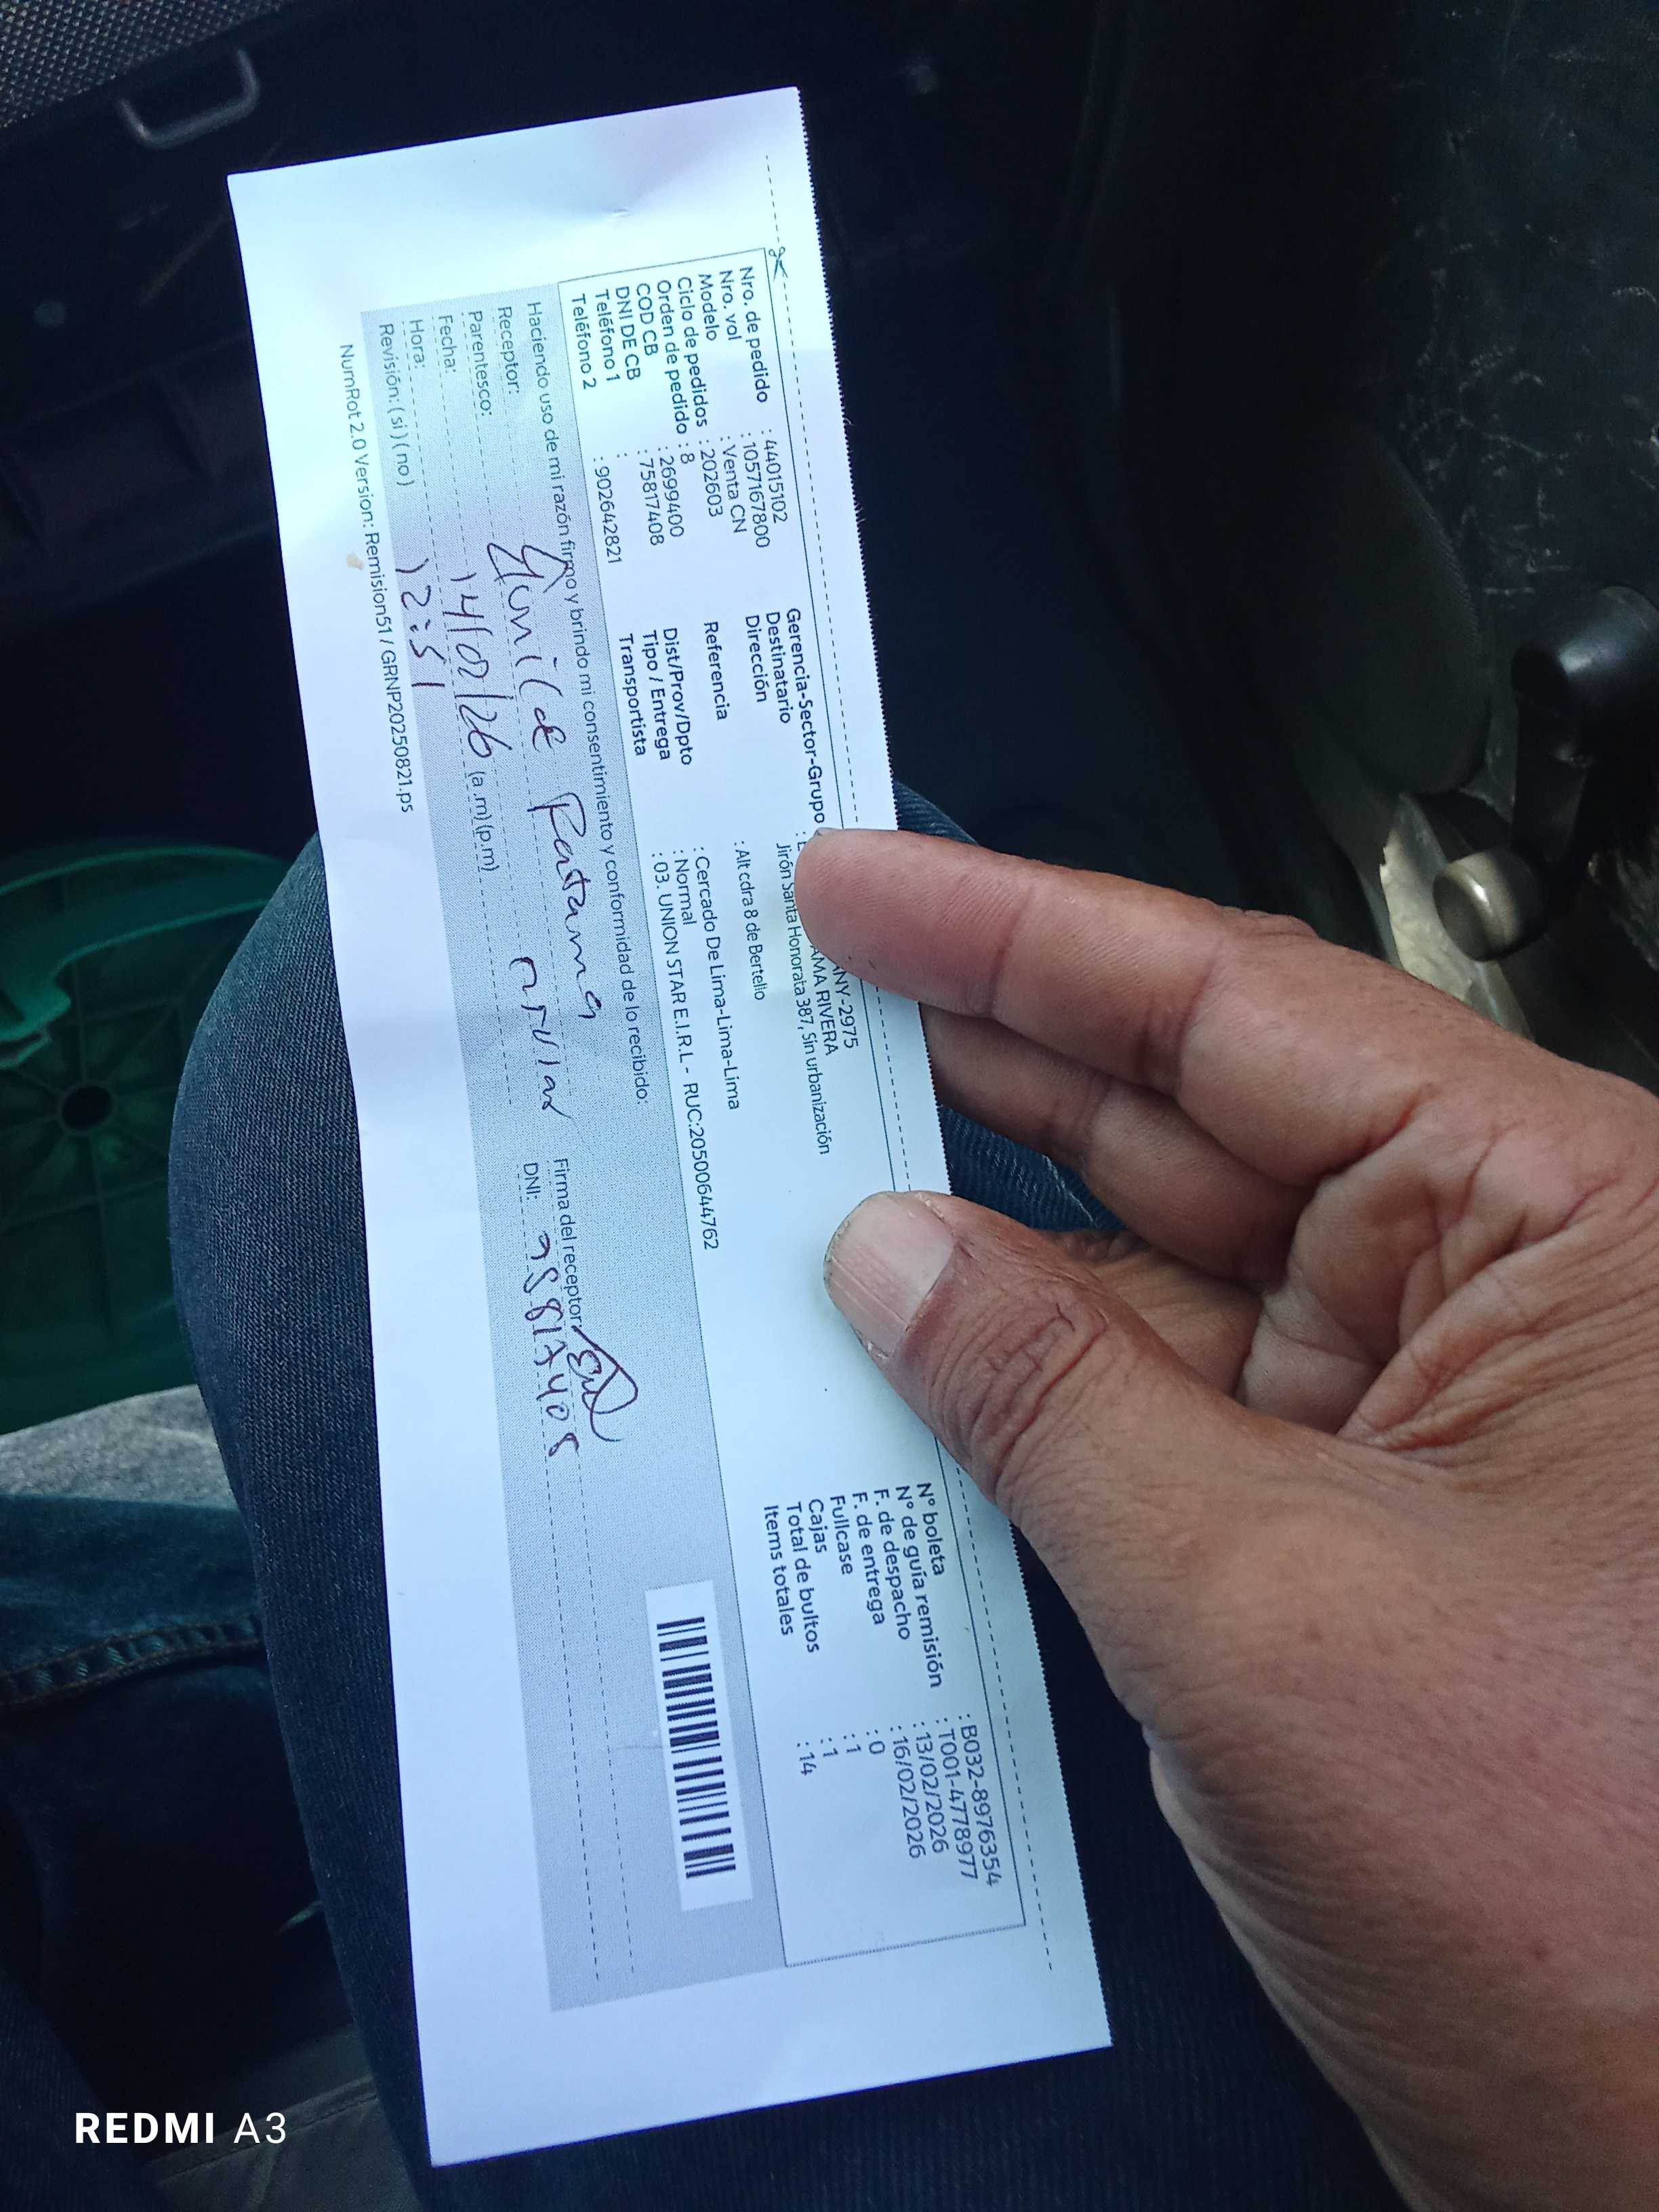 Nro. de pedido : 44015102
Nro. vol : 1057167800
Modelo : Venta CN
Ciclo de pedidos : 202603
Orden de pedido : 8
COD CB : 2699400
DNI DE CB : 75817408
Teléfono 1 :
Teléfono 2 : 902642821
Gerencia-Sector-Grupo : ANY-2975
Destinatario AMA RIVERA
Dirección Jirón Santa Honorata 387, Sin urbanización
Referencia : Alt cdra 8 de Bertello
Dist/Prov/Dpto : Cercado De Lima-Lima-Lima
Tipo / Entrega : Normal
Transportista : 03. UNION STAR E.I.R.L - RUC:20500644762
N° boleta : B032-8976354
N° de guía remisión : T001-4778977
F. de despacho : 13/02/2026
F. de entrega : 16/02/2026
Fullcase : 0
Cajas : 1
Total de bultos : 1
Items totales : 14
Haciendo uso de mi razón firmo y brindo mi consentimiento y conformidad de lo recibido:
Receptor: Retama Firma del receptor:
Parentesco: DNI: 75817408
Fecha: 14/02/26
Hora: 12:51 (a.m)(p.m)
Revisión: (si) (no)
NumRot 2.0 Version: Remision51 / GRNP20250821.ps
REDMI A3